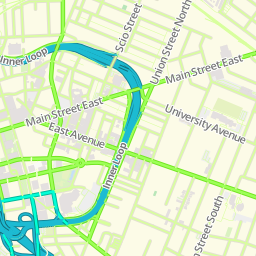 Scio Street
Union Street North
Inner Loop
Main Street East
Main Street East
University Avenue
East Avenue
Inner Loop
Street South